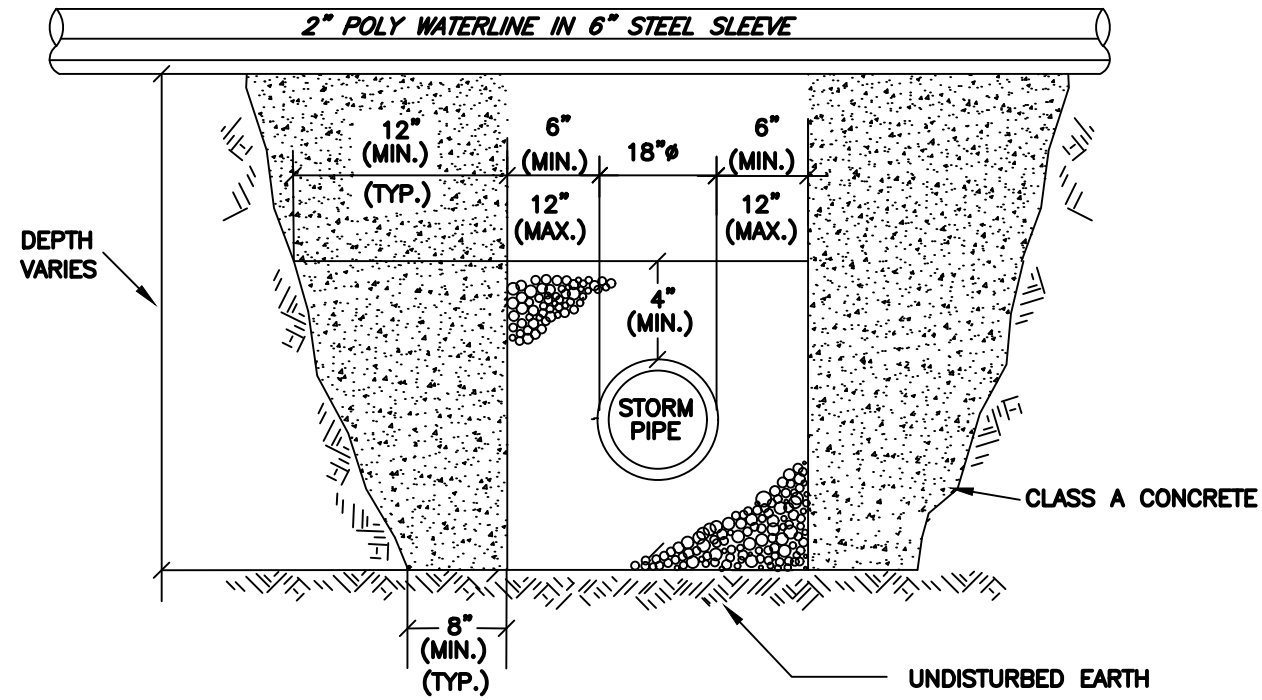 2" POLY WATERLINE IN 6" STEEL SLEEVE
12"
(MIN.)
(TYP.)
6"
(MIN.)
12"
(MAX.)
18"ø
6"
(MIN.)
12"
(MAX.)
DEPTH
VARIES
4"
(MIN.)
STORM
PIPE
CLASS A CONCRETE
8"
(MIN.)
(TYP.)
UNDISTURBED EARTH